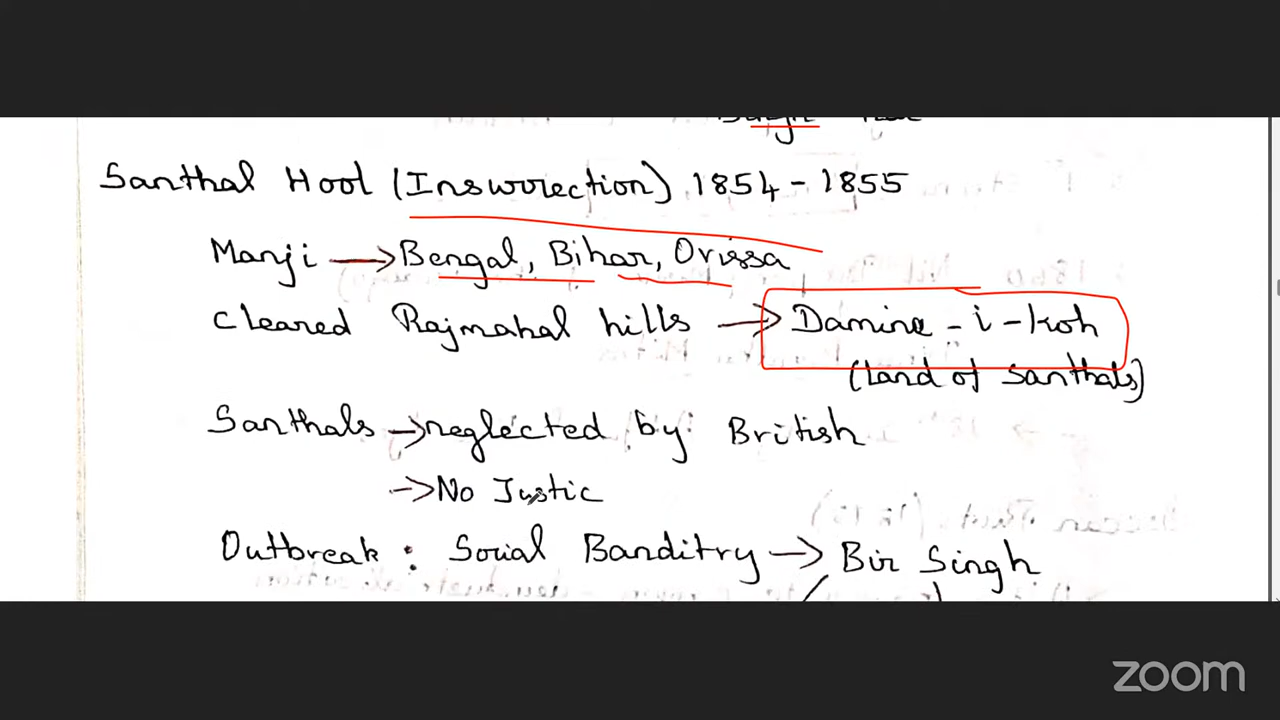 Santhal Hool (Insurrection) 1854 - 1855
Manji → Bengal, Bihar, Orissa
cleared Rajmahal hills → Damine - i - koh
(land of santhals)
Santhals → neglected by British
→ No Justic
Outbreak : Social Banditry → Bir Singh
zoom